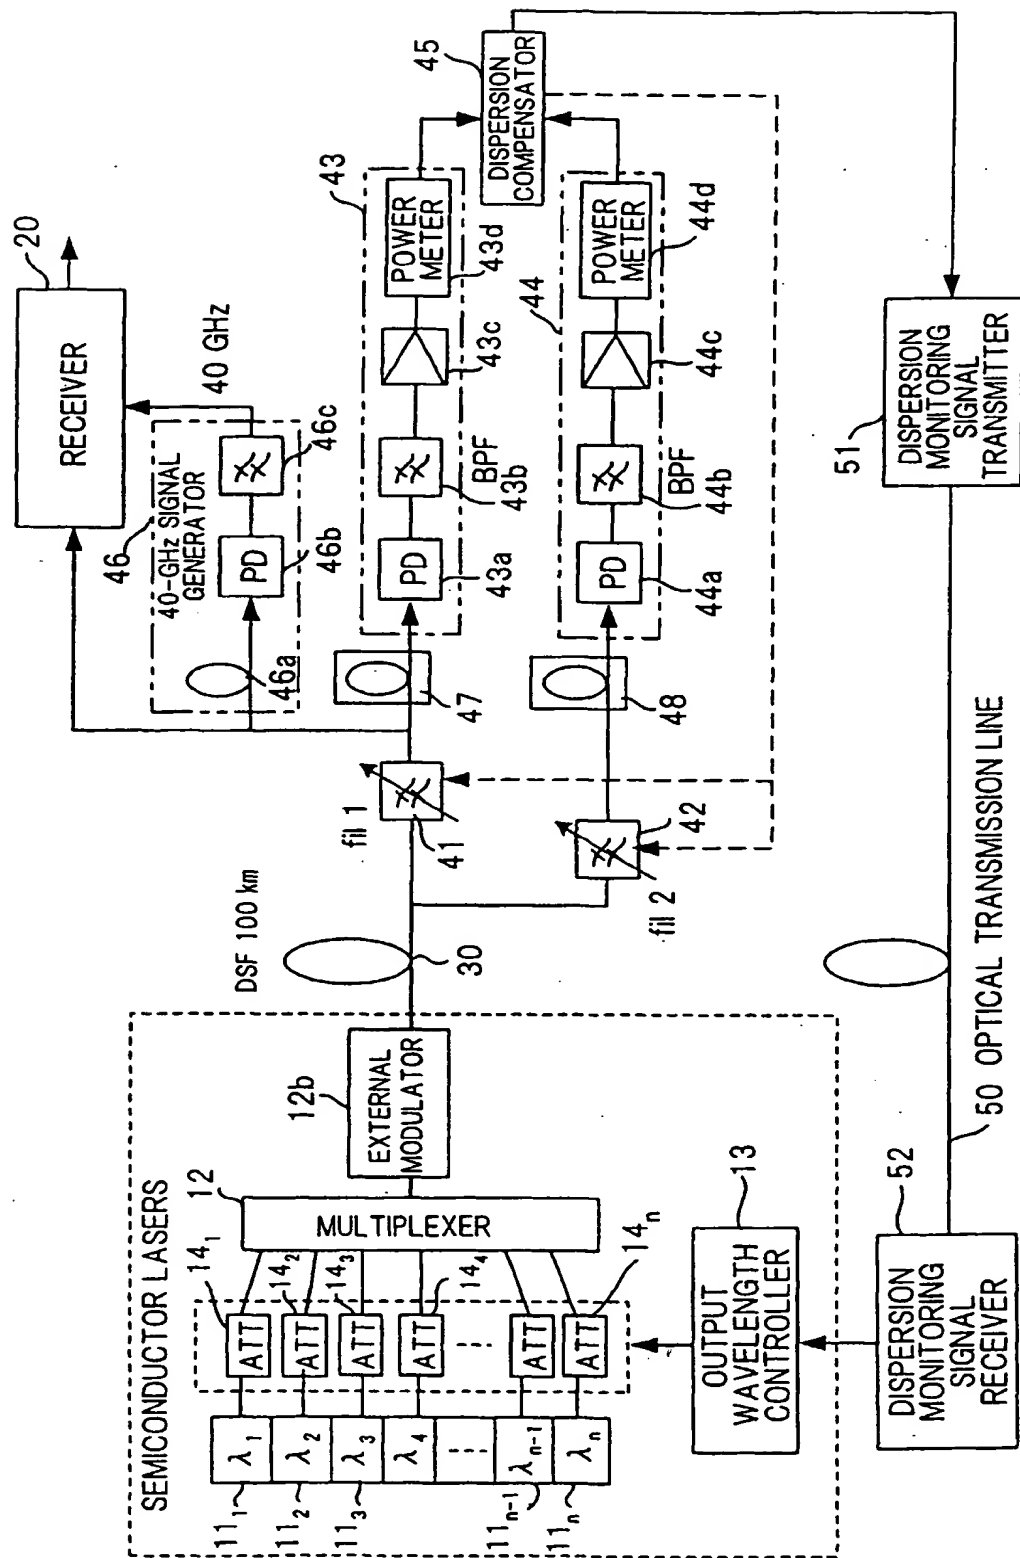 SEMICONDUCTOR LASERS
11₁
11₂
11₃
11ₙ₋₁
11ₙ
λ₁
λ₂
λ₃
λ₄
λₙ₋₁
λₙ
14₁
14₂
14₃
14₄
14ₙ
ATT
ATT
ATT
ATT
ATT
ATT
12
MULTIPLEXER
12b
EXTERNAL
MODULATOR
13
OUTPUT
WAVELENGTH
CONTROLLER
52
DISPERSION
MONITORING
SIGNAL
RECEIVER
50 OPTICAL TRANSMISSION LINE
DSF 100 km
30
fil 1
41
fil 2
42
47
48
46
40-GHz SIGNAL
GENERATOR
46a
PD
46b
46c
40 GHz
20
RECEIVER
43
PD
43a
BPF
43b
43c
POWER
METER
43d
44
PD
44a
BPF
44b
44c
POWER
METER
44d
45
DISPERSION
COMPENSATOR
51
DISPERSION
MONITORING
SIGNAL
TRANSMITTER